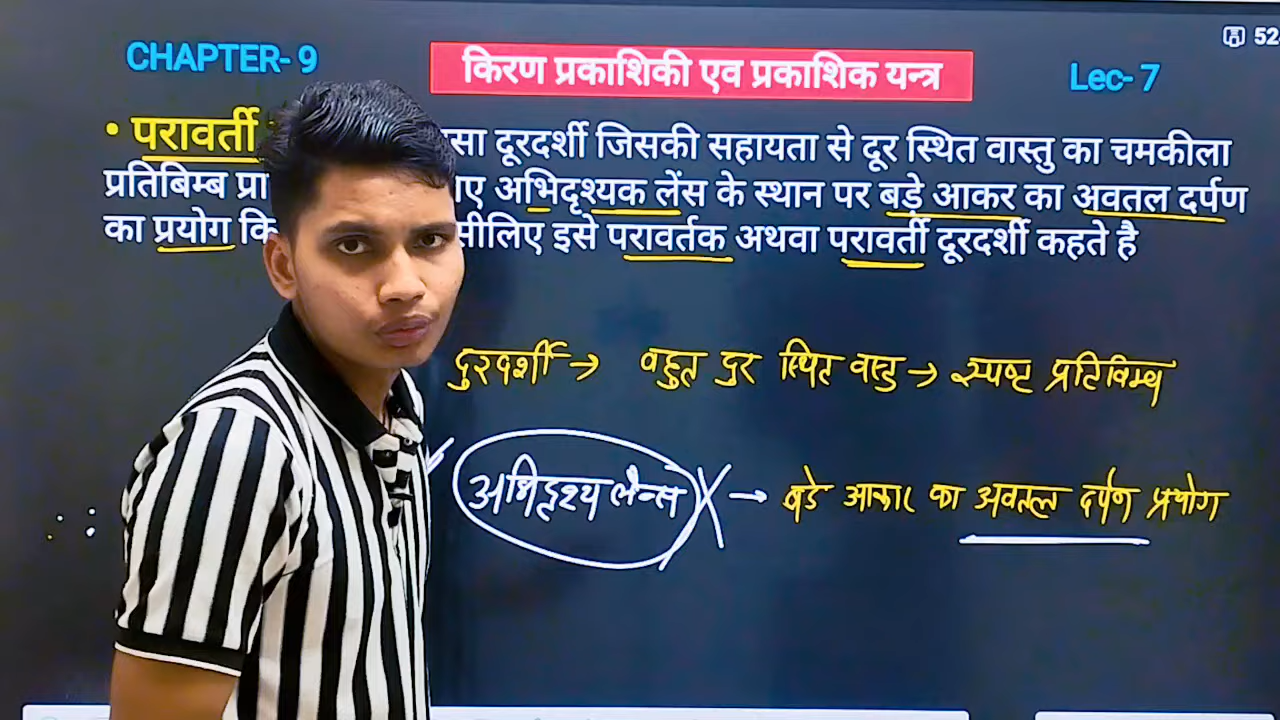 CHAPTER- 9
किरण प्रकाशिकी एव प्रकाशिक यन्त्र
Lec- 7
52
• परावर्ती सा दूरदर्शी जिसकी सहायता से दूर स्थित वास्तु का चमकीला
प्रतिबिम्ब प्रा ए अभिदृश्यक लेंस के स्थान पर बड़े आकर का अवतल दर्पण
का प्रयोग कि सीलिए इसे परावर्तक अथवा परावर्ती दूरदर्शी कहते है
दुरदर्शी → बहुत दुर स्थित वस्तु → स्पष्ट प्रतिबिम्ब
अभिदृश्य लेन्स X → बडे आकार का अवतल दर्पण प्रयोग